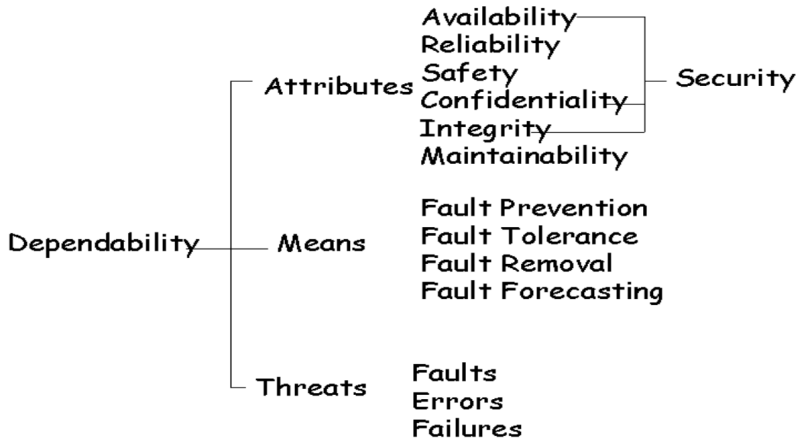 Availability
Reliability
Safety
Confidentiality
Integrity
Maintainability
Security
Attributes
Dependability
Means
Fault Prevention
Fault Tolerance
Fault Removal
Fault Forecasting
Threats
Faults
Errors
Failures